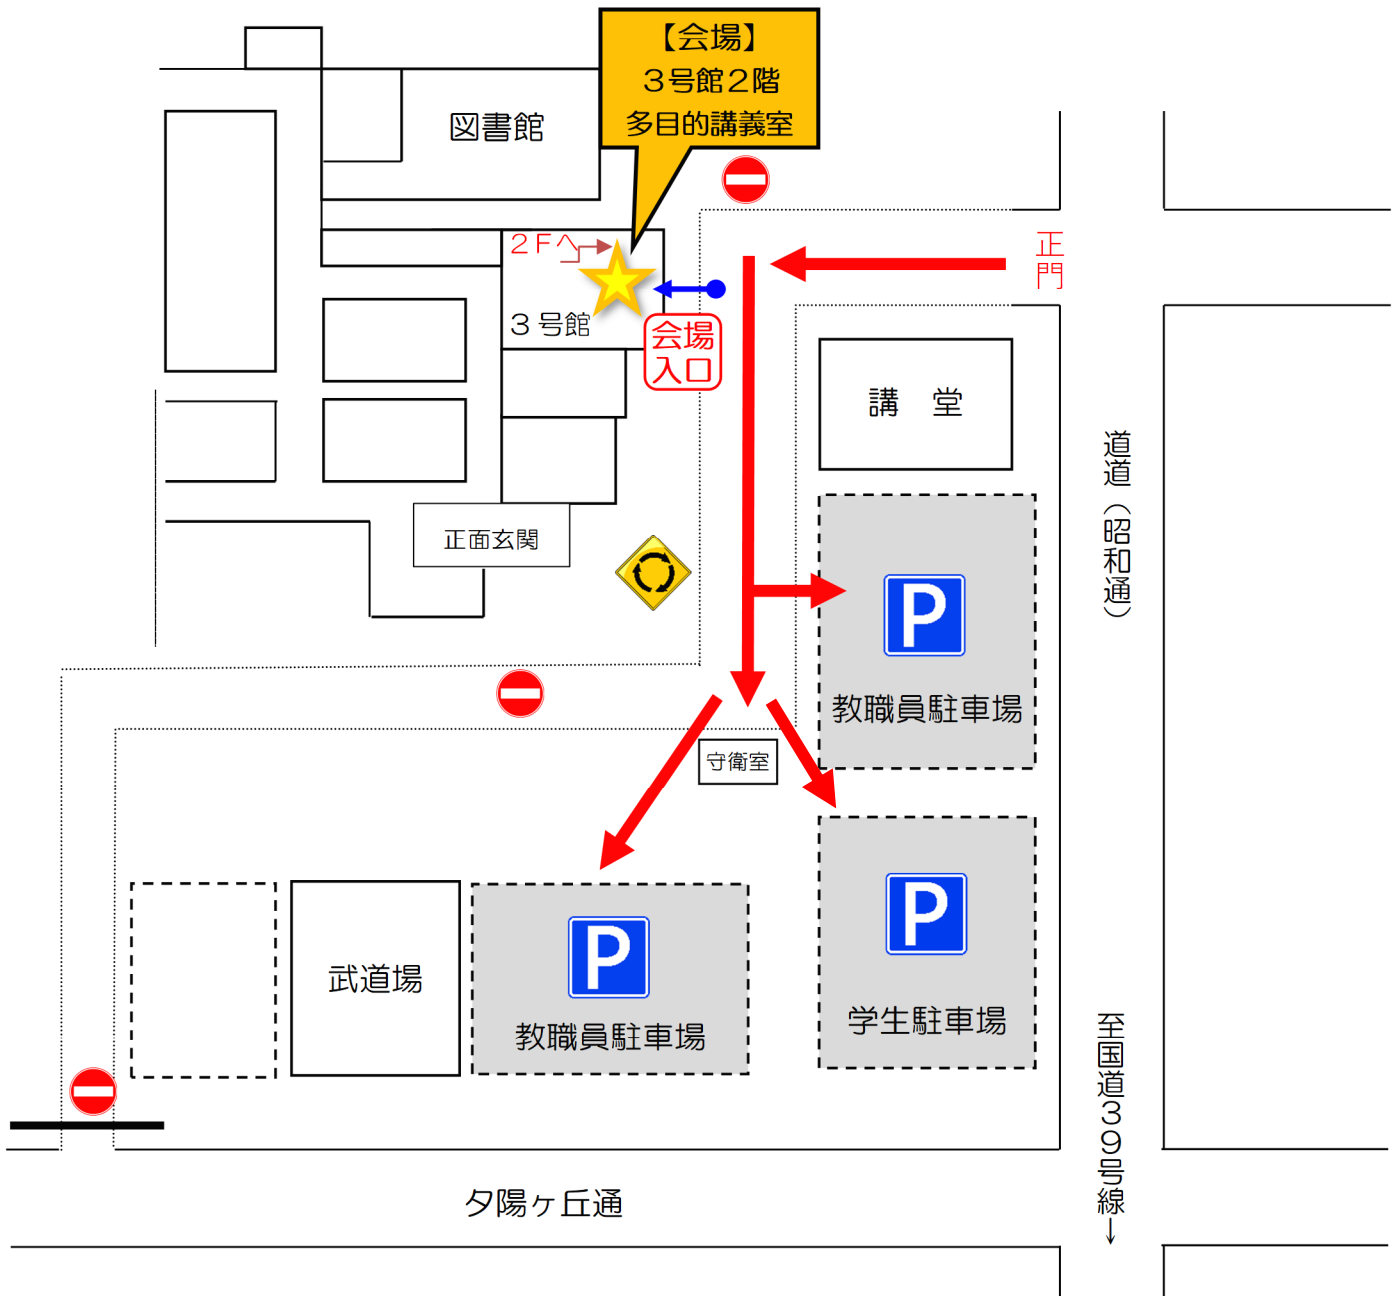 【会場】
３号館２階
多目的講義室
図書館
２Ｆへ
正門
３号館
会場
入口
講　堂
道道（昭和通）
正面玄関
P
教職員駐車場
守衛室
P
学生駐車場
武道場
P
教職員駐車場
至国道３９号線→
夕陽ヶ丘通